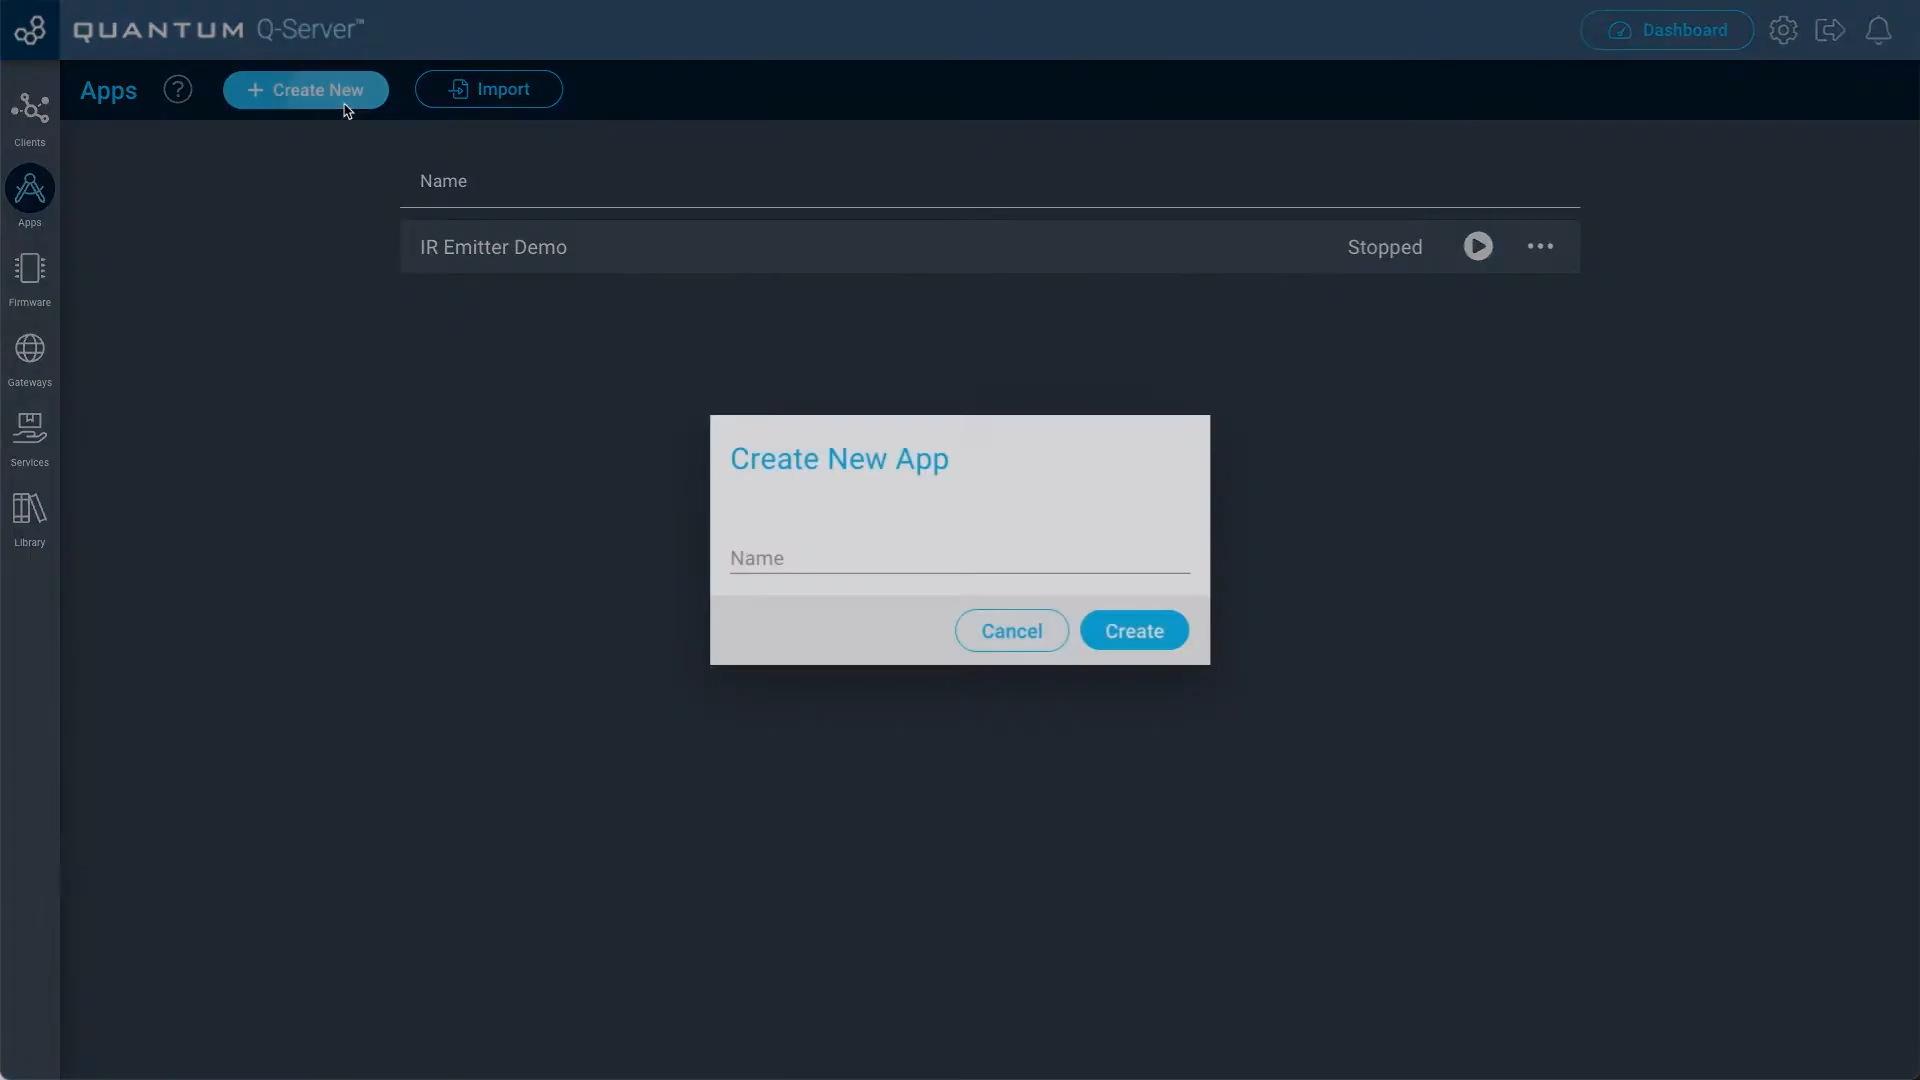 QUANTUM Q-Server™
Dashboard
Apps ? + Create New Import
Clients
Apps
Firmware
Gateways
Services
Library
Name
IR Emitter Demo Stopped
Create New App
Name
Cancel Create